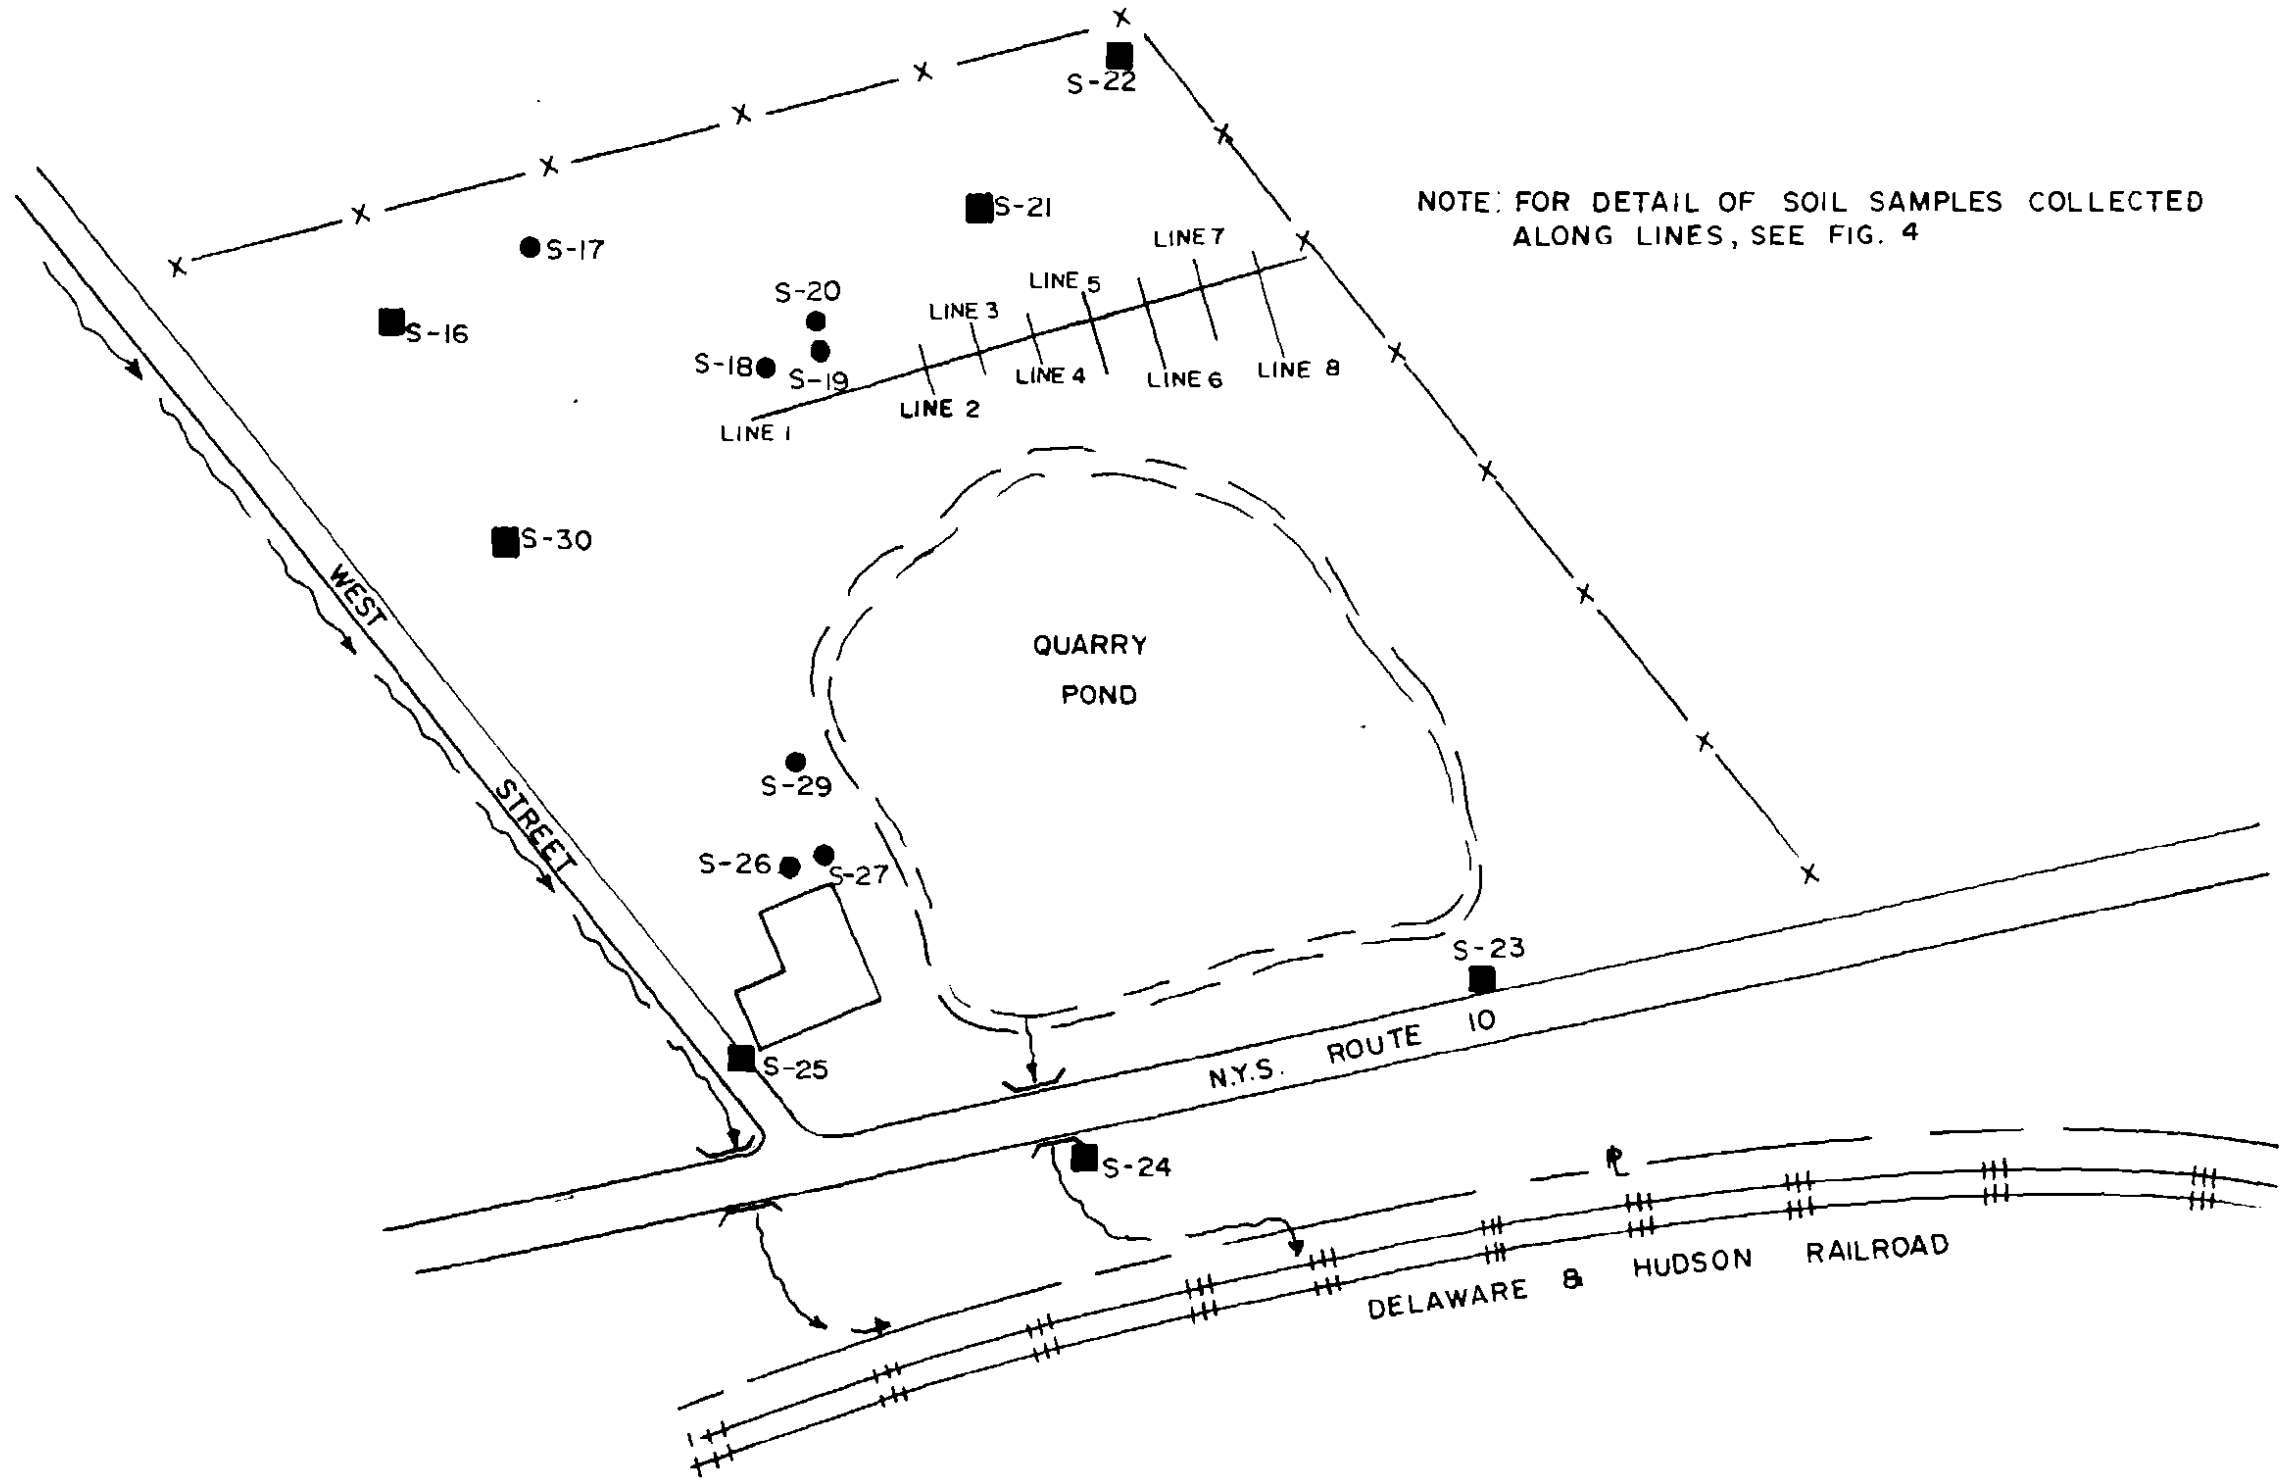 S-22
NOTE: FOR DETAIL OF SOIL SAMPLES COLLECTED
ALONG LINES, SEE FIG. 4
S-21
S-17
LINE 7
S-16
S-20
LINE 5
LINE 3
S-18
S-19
LINE 4
LINE 6
LINE 8
LINE 2
LINE 1
S-30
WEST
STREET
QUARRY
POND
S-29
S-26
S-27
S-23
S-25
N.Y.S. ROUTE 10
S-24
PL
DELAWARE & HUDSON RAILROAD